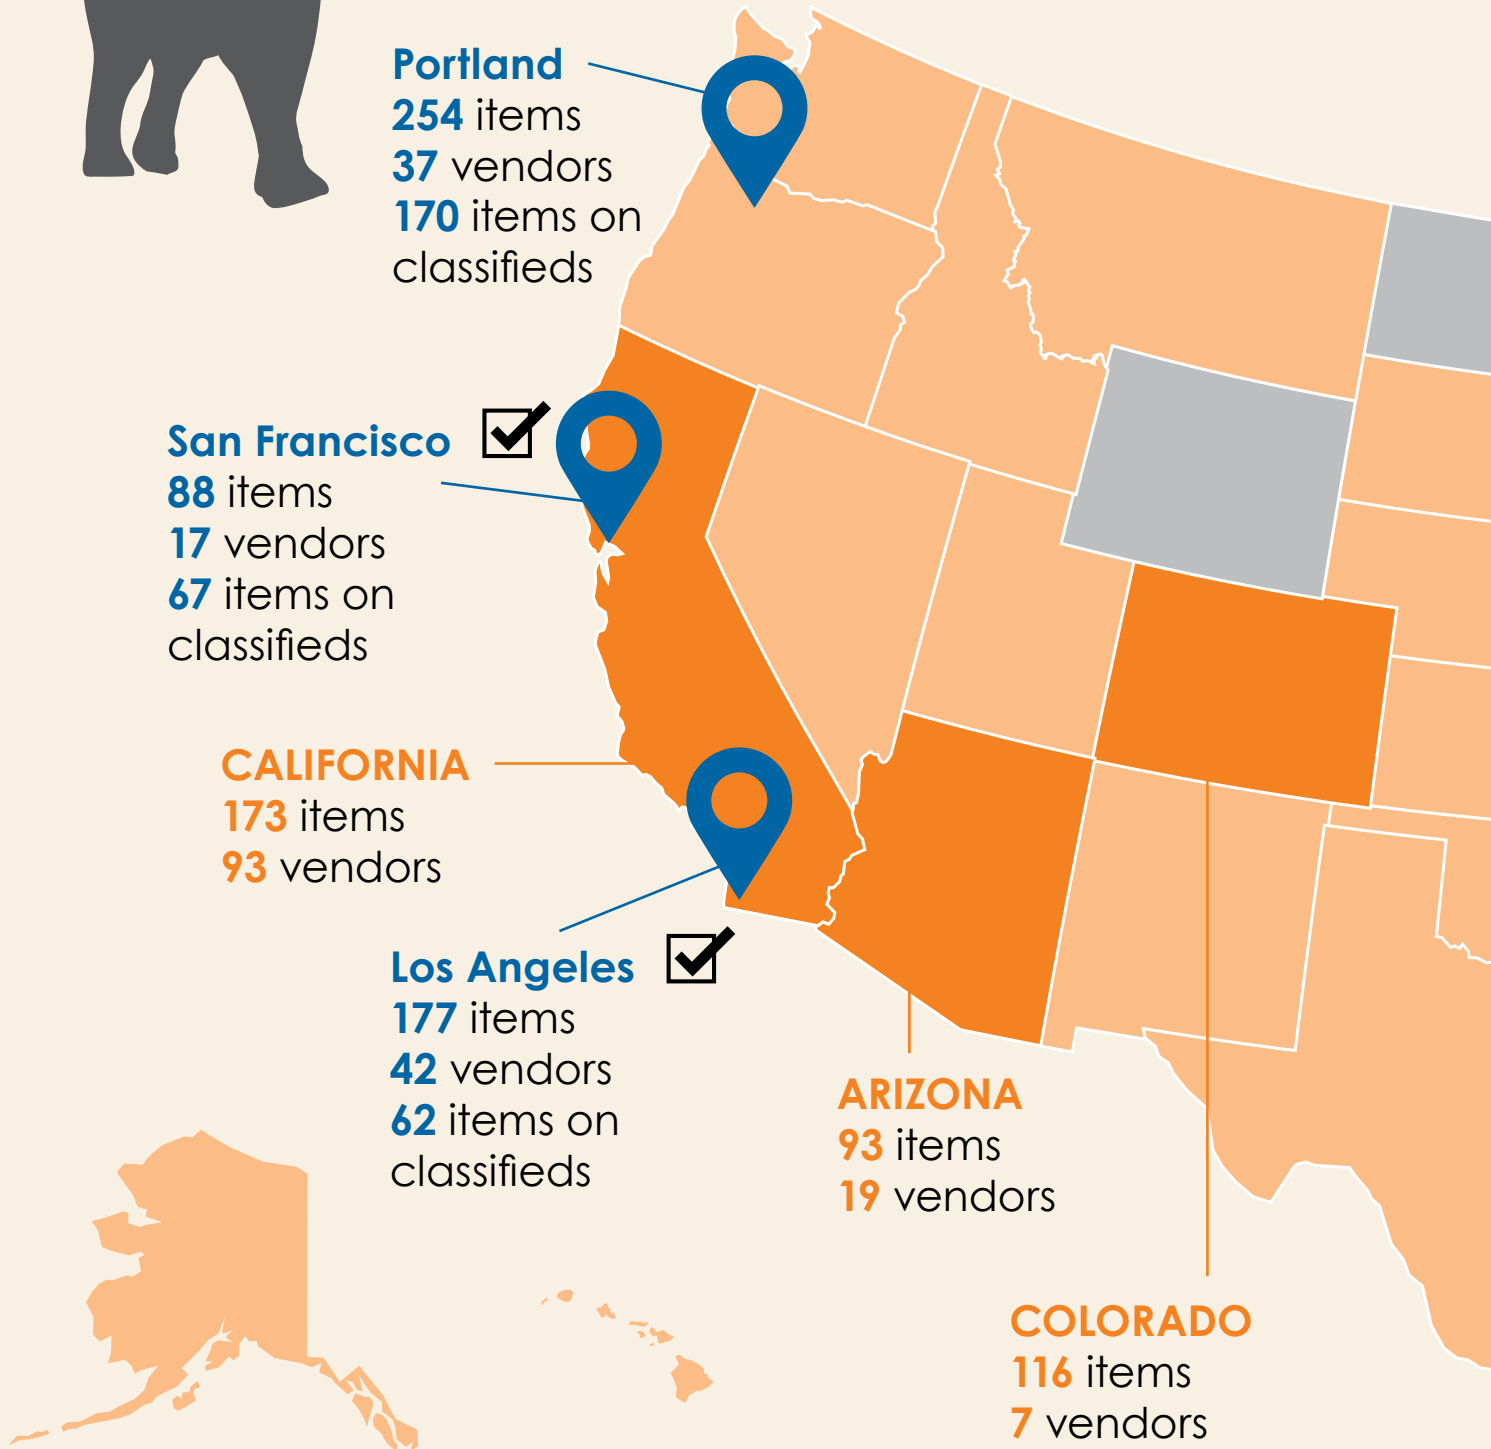 Portland
254 items
37 vendors
170 items on
classifieds
San Francisco
88 items
17 vendors
67 items on
classifieds
CALIFORNIA
173 items
93 vendors
Los Angeles
177 items
42 vendors
62 items on
classifieds
ARIZONA
93 items
19 vendors
COLORADO
116 items
7 vendors